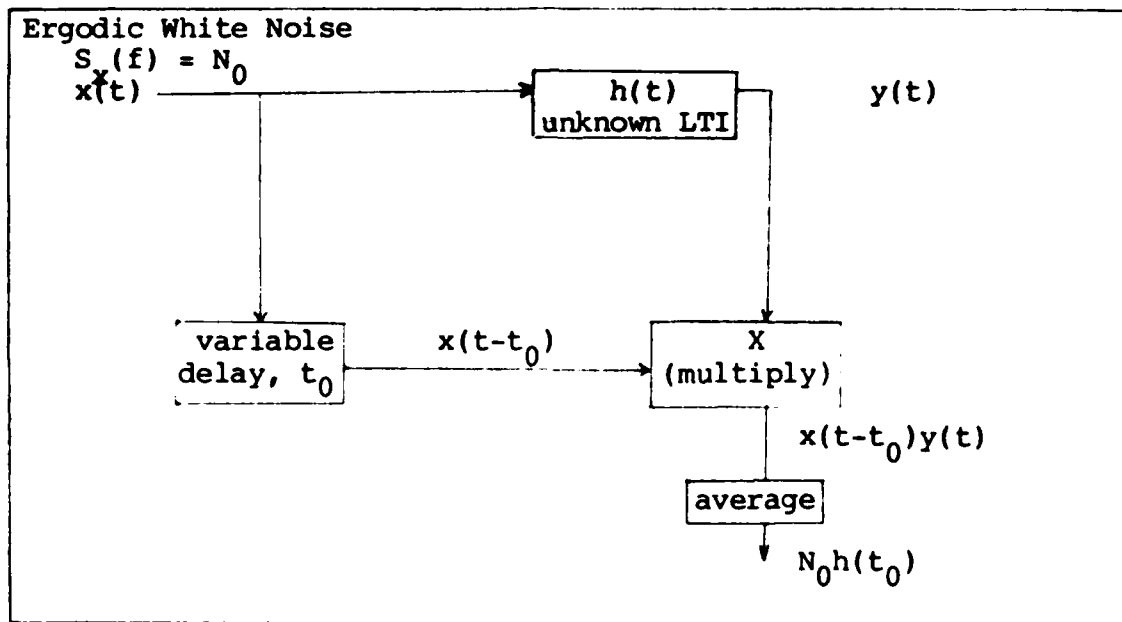 Ergodic White Noise
S_x(f) = N_0
x(t)
h(t)
unknown LTI
y(t)
variable
delay, t_0
x(t-t_0)
X
(multiply)
x(t-t_0)y(t)
average
N_0h(t_0)